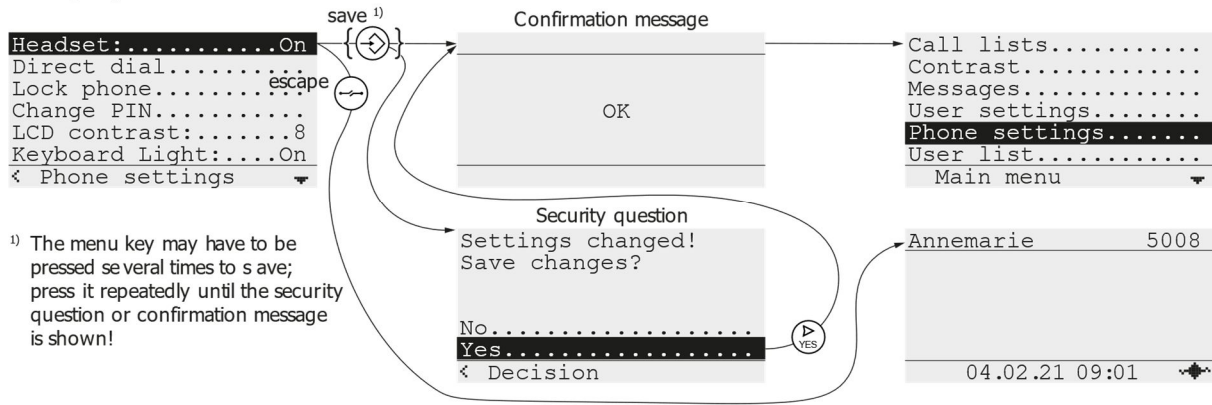 save 1)
Confirmation message
Headset:...........On
Direct dial..........
Lock phone...........
Change PIN...........
LCD contrast:.......8
Keyboard Light:....On
< Phone settings
escape
OK
Call lists...........
Contrast.............
Messages.............
User settings........
Phone settings.......
User list............
Main menu
1) The menu key may have to be
pressed several times to s ave;
press it repeatedly until the security
question or confirmation message
is shown!
Security question
Settings changed!
Save changes?
No...................
Yes..................
< Decision
YES
Annemarie 5008
04.02.21 09:01